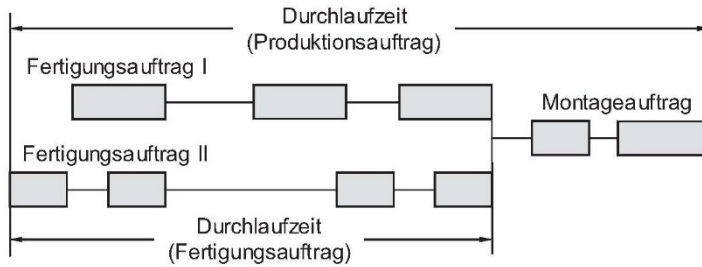 Durchlaufzeit
(Produktionsauftrag)
Fertigungsauftrag I
Montageauftrag
Fertigungsauftrag II
Durchlaufzeit
(Fertigungsauftrag)